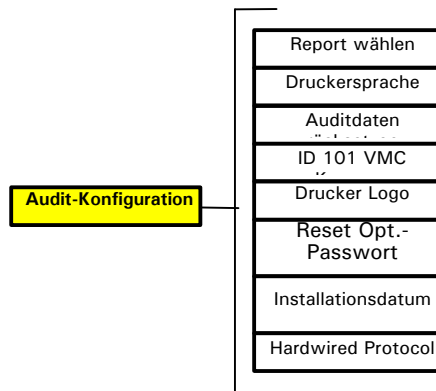 Report wählen
Druckersprache
Auditdaten
ID 101 VMC
Drucker Logo
Audit-Konfiguration
Reset Opt.-
Passwort
Installationsdatum
Hardwired Protocol